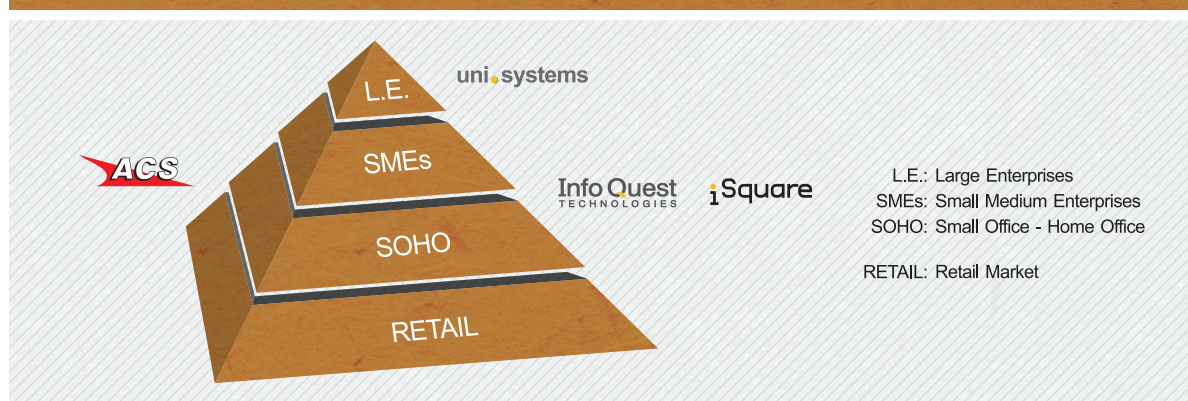 L.E.
uni.systems
ACS
SMEs
Info Quest
TECHNOLOGIES
iSquare
SOHO
RETAIL
L.E.: Large Enterprises
SMEs: Small Medium Enterprises
SOHO: Small Office - Home Office
RETAIL: Retail Market